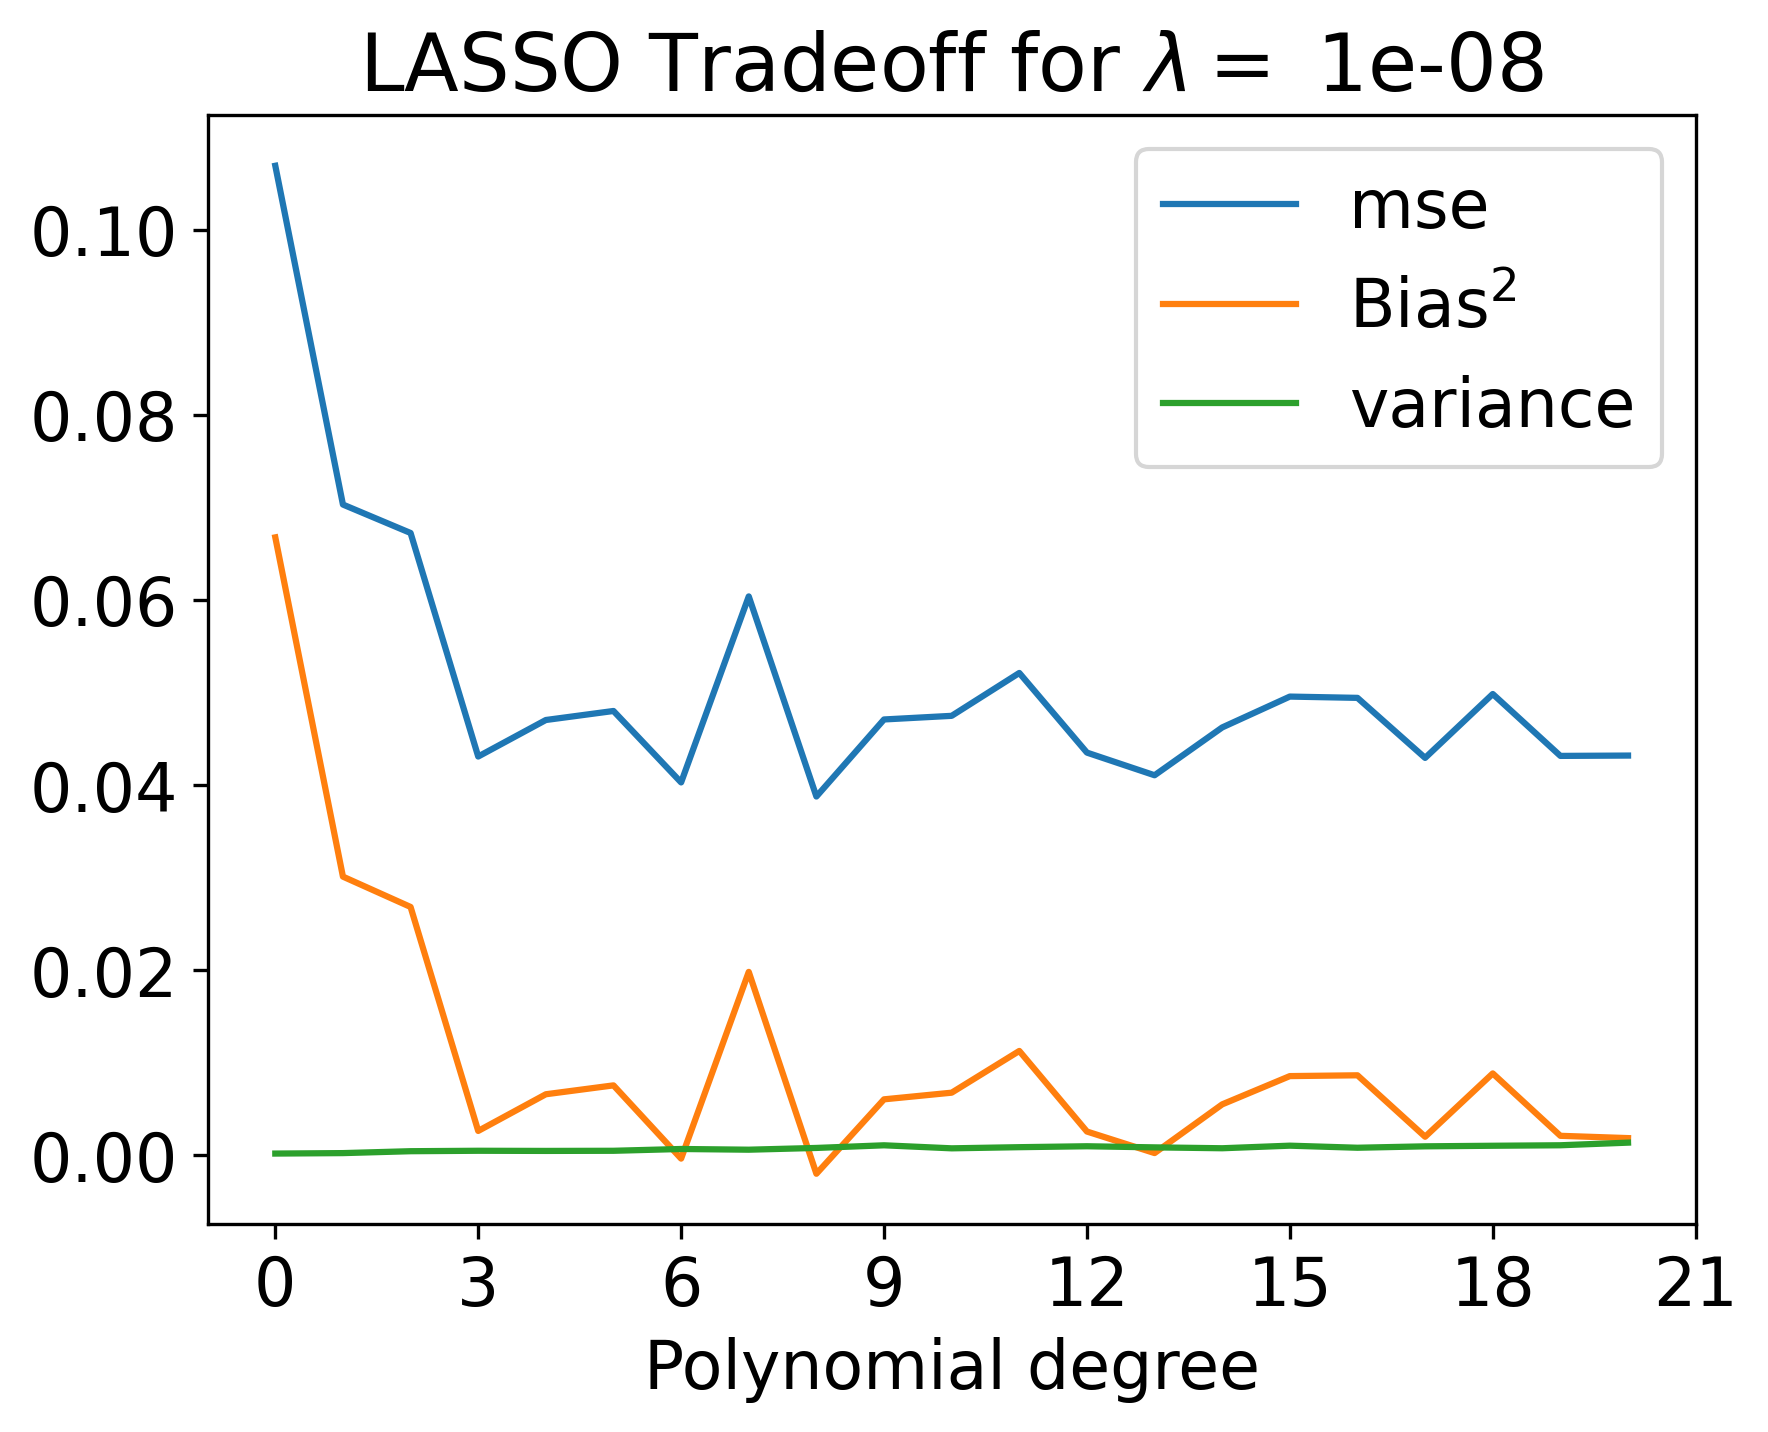 LASSO Tradeoff for λ = 1e-08
mse
Bias²
variance
0.10
0.08
0.06
0.04
0.02
0.00
0 3 6 9 12 15 18 21
Polynomial degree